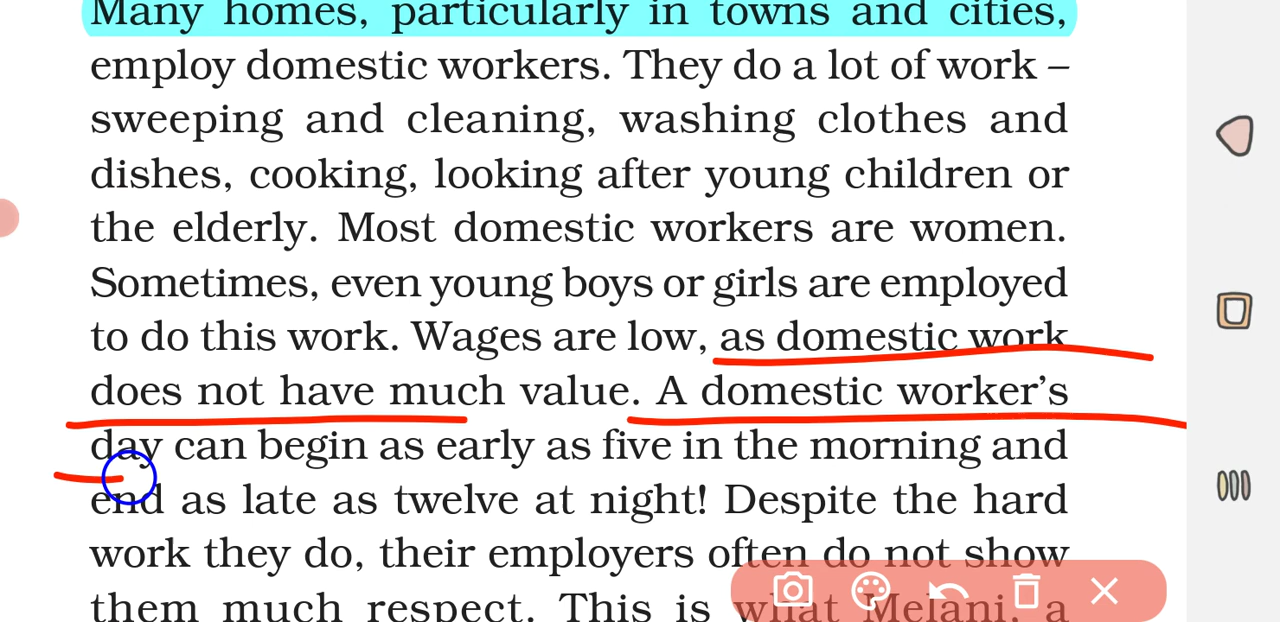 Many homes, particularly in towns and cities,
employ domestic workers. They do a lot of work –
sweeping and cleaning, washing clothes and
dishes, cooking, looking after young children or
the elderly. Most domestic workers are women.
Sometimes, even young boys or girls are employed
to do this work. Wages are low, as domestic work
does not have much value. A domestic worker's
day can begin as early as five in the morning and
end as late as twelve at night! Despite the hard
work they do, their employers often do not show
them much respect. This is what Melani, a